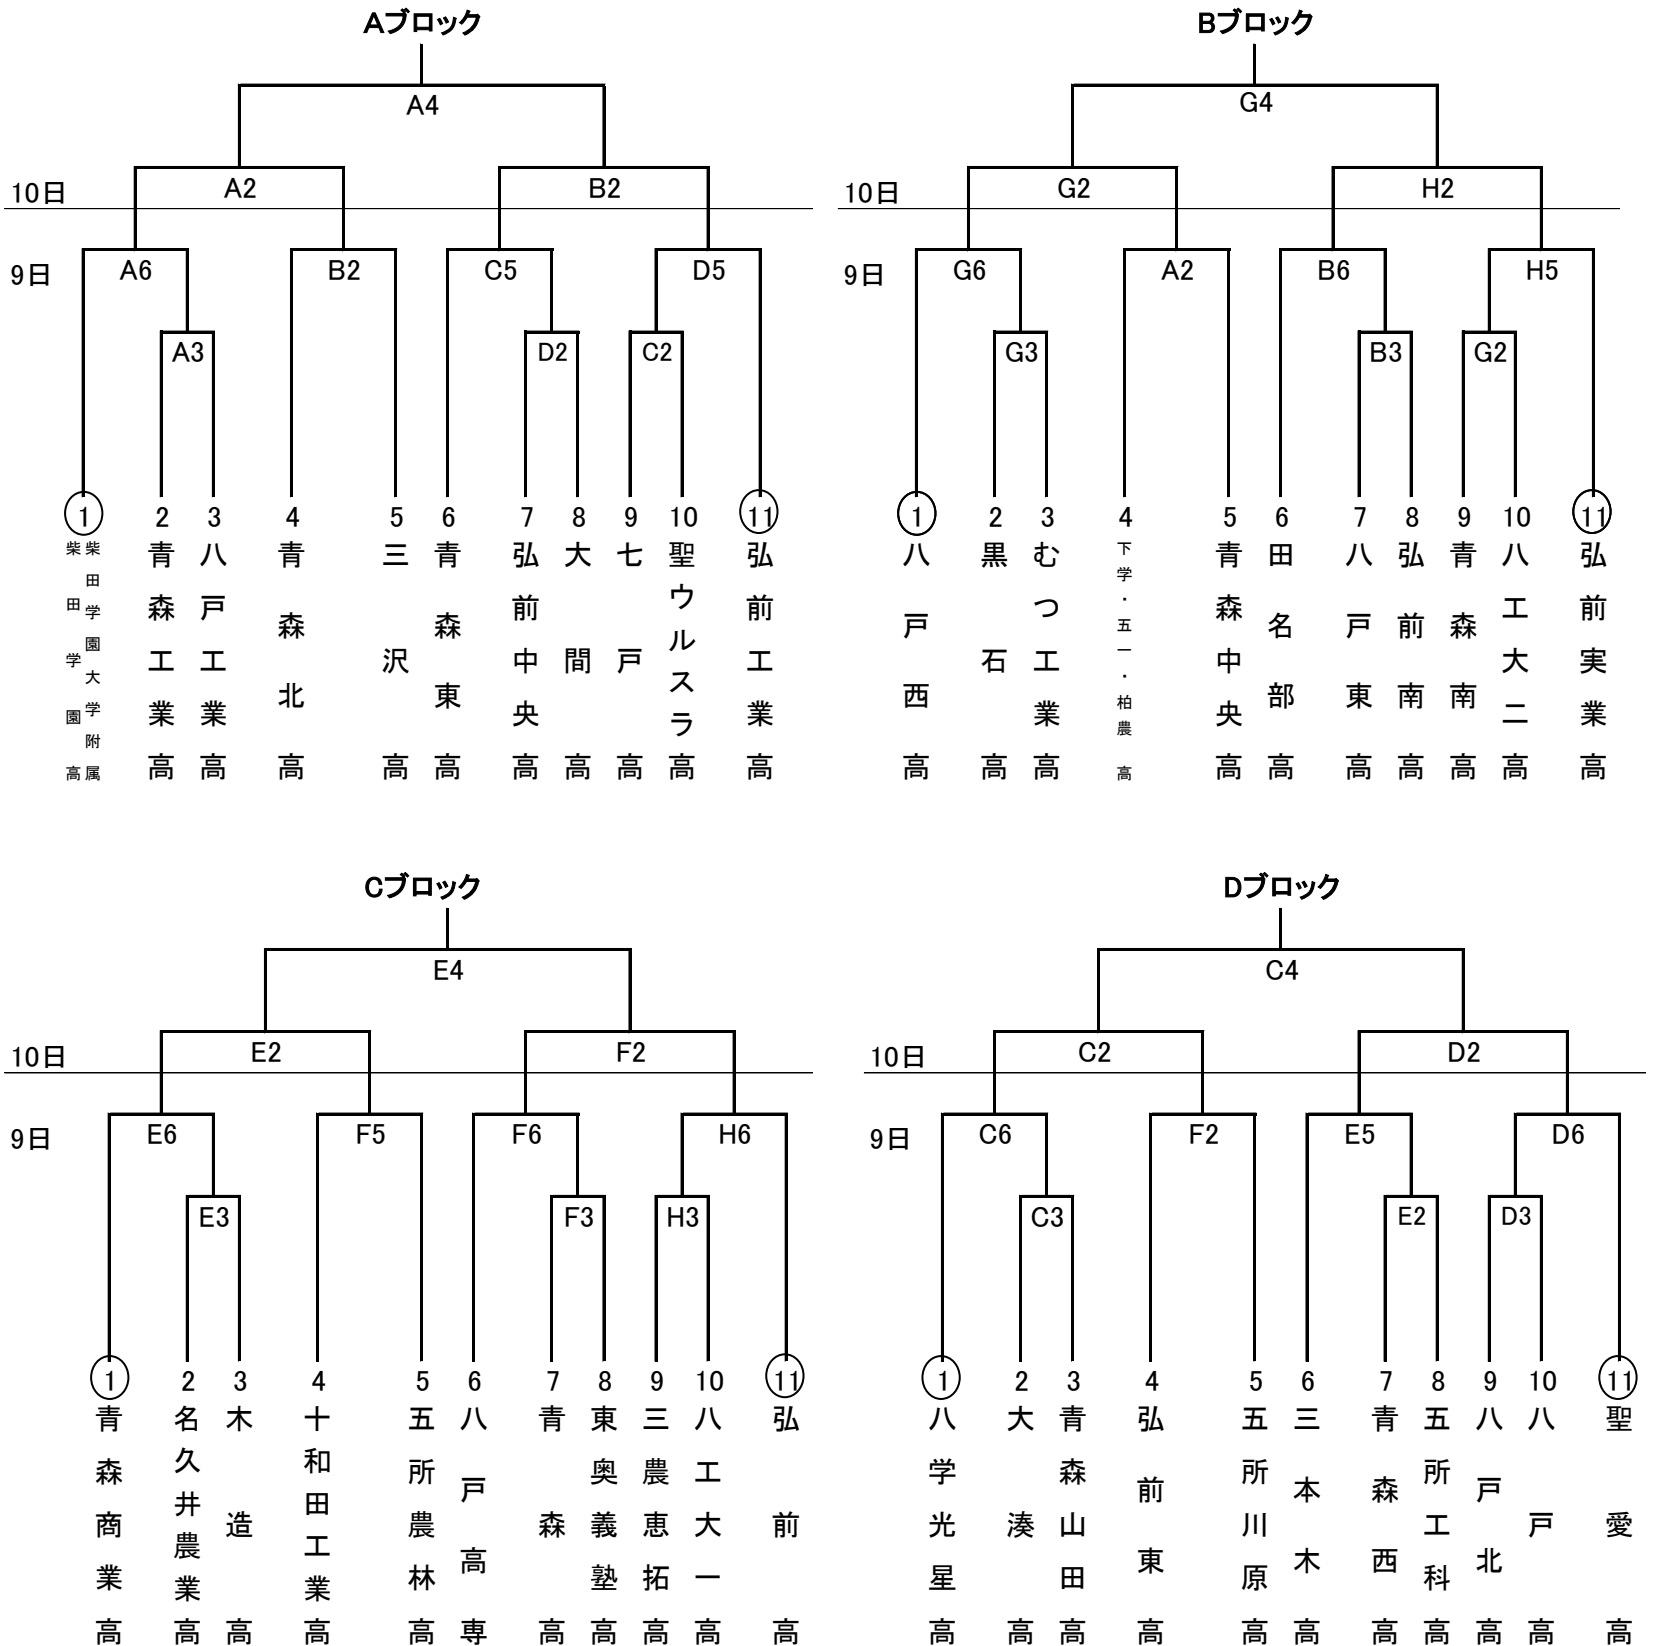 Aブロック
A4
10日
A2
B2
9日
A6
B2
C5
D5
A3
D2
C2
1
2
3
4
5
6
7
8
9
10
11
柴田学園大学附属
柴田学園高
青森工業高
八戸工業高
青森北高
三沢高
青森東高
弘前中央高
大間高
七戸高
聖ウルスラ高
弘前工業高
Bブロック
G4
10日
G2
H2
9日
G6
A2
B6
H5
G3
B3
G2
1
2
3
4
5
6
7
8
9
10
11
八戸西高
黒石高
むつ工業高
下学・五一・柏農高
青森中央高
田名部高
八戸東高
弘前南高
青森南高
八工大二高
弘前実業高
Cブロック
E4
10日
E2
F2
9日
E6
F5
F6
H6
E3
F3
H3
1
2
3
4
5
6
7
8
9
10
11
青森商業高
名久井農業高
木造高
十和田工業高
五所農林高
八戸高専
青森高
東奥義塾高
三農恵拓高
八工大一高
弘前高
Dブロック
C4
10日
C2
D2
9日
C6
F2
E5
D6
C3
E2
D3
1
2
3
4
5
6
7
8
9
10
11
八学光星高
大湊高
青森山田高
弘前東高
五所川原高
三本木高
青森西高
五所工科高
八戸北高
八戸高
聖愛高